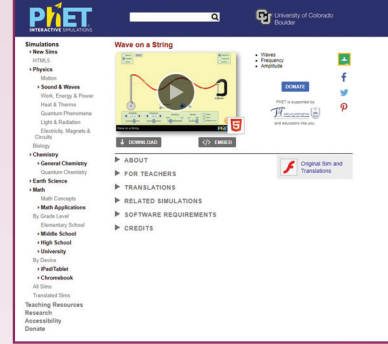 PhET
INTERACTIVE SIMULATIONS
University of Colorado
Boulder
Simulations
New Sims
HTML5
Physics
Motion
Sound & Waves
Work, Energy & Power
Heat & Thermo
Quantum Phenomena
Light & Radiation
Electricity, Magnets &
Circuits
Biology
Chemistry
General Chemistry
Quantum Chemistry
Earth Science
Math
Math Concepts
Math Applications
By Grade Level
Elementary School
Middle School
High School
University
By Device
iPad/Tablet
Chromebook
All Sims
Translated Sims
Teaching Resources
Research
Accessibility
Donate
Wave on a String
Wave on a String
PhET
DOWNLOAD
</> EMBED
ABOUT
FOR TEACHERS
TRANSLATIONS
RELATED SIMULATIONS
SOFTWARE REQUIREMENTS
CREDITS
Waves
Frequency
Amplitude
DONATE
PhET is supported by
and educators like you.
Original Sim and
Translations